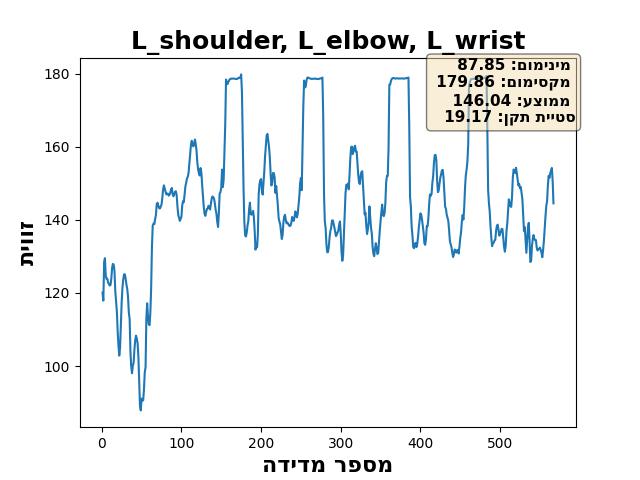 L_shoulder, L_elbow, L_wrist
מינימום: 87.85
מקסימום: 179.86
ממוצע: 146.04
סטיית תקן: 19.17
180
160
140
120
100
זווית
0 100 200 300 400 500
מספר מדידה